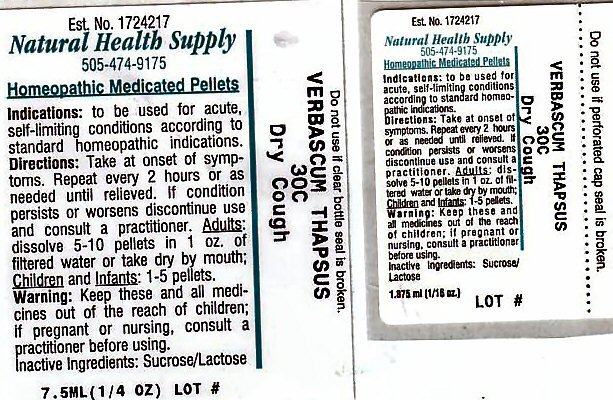 Est. No. 1724217
Natural Health Supply
505-474-9175
Homeopathic Medicated Pellets
Indications: to be used for acute,
self-limiting conditions according to
standard homeopathic indications.
Directions: Take at onset of symp-
toms. Repeat every 2 hours or as
needed until relieved. If condition
persists or worsens discontinue use
and consult a practitioner. Adults:
dissolve 5-10 pellets in 1 oz. of
filtered water or take dry by mouth;
Children and Infants: 1-5 pellets.
Warning: Keep these and all medi-
cines out of the reach of children;
if pregnant or nursing, consult a
practitioner before using.
Inactive Ingredients: Sucrose/Lactose
7.5ML(1/4 OZ) LOT #
Do not use if clear bottle seal is broken.
VERBASCUM THAPSUS
30C
Dry Cough
Est. No. 1724217
Natural Health Supply
505-474-9175
Homeopathic Medicated Pellets
Indications: to be used for
acute, self-limiting conditions
according to standard homeo-
pathic indications.
Directions: Take at onset of
symptoms. Repeat every 2 hours
or as needed until relieved. If
condition persists or worsens
discontinue use and consult a
practitioner. Adults: dis-
solve 5-10 pellets in 1 oz. of fil-
tered water or take dry by mouth;
Children and Infants: 1-5 pellets.
Warning: Keep these and
all medicines out of the reach
of children; if pregnant or
nursing, consult a practitioner
before using.
Inactive Ingredients: Sucrose/
Lactose
1.875 ml (1/16 oz.) LOT #
VERBASCUM THAPSUS
30C
Dry Cough
Do not use if perforated cap seal is broken.